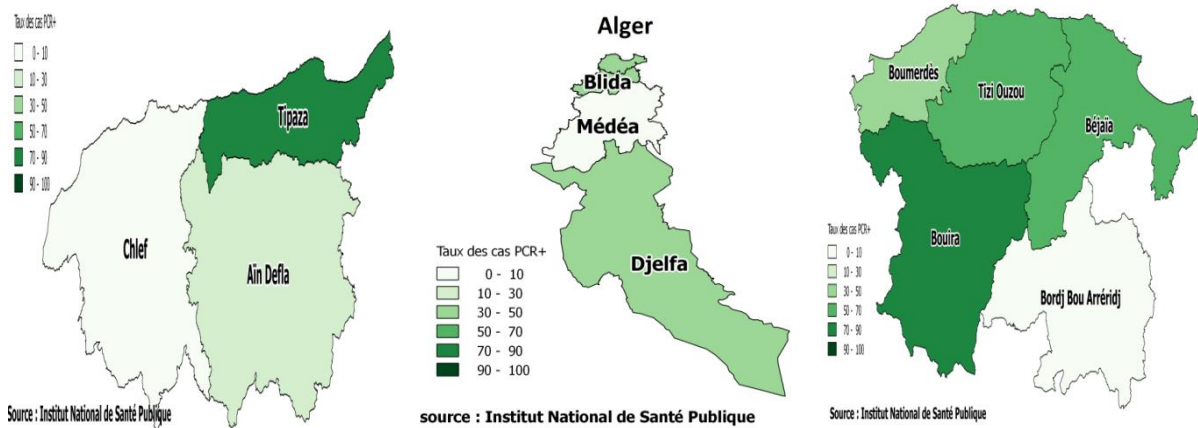 Taux des cas PCR+
0 - 10
10 - 30
30 - 50
50 - 70
70 - 90
90 - 100
Tipaza
Chlef
Aïn Defla
Source : Institut National de Santé Publique
Alger
Blida
Médéa
Djelfa
Taux des cas PCR+
0 - 10
10 - 30
30 - 50
50 - 70
70 - 90
90 - 100
source : Institut National de Santé Publique
Boumerdès
Tizi Ouzou
Béjaïa
Bouira
Bordj Bou Arréridj
Taux des cas PCR+
0 - 10
10 - 30
30 - 50
50 - 70
70 - 90
90 - 100
Source : Institut National de Santé Publique